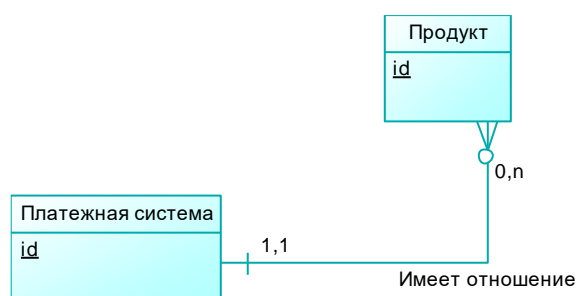 Продукт
id
0,n
Платежная система
id
1,1
Имеет отношение